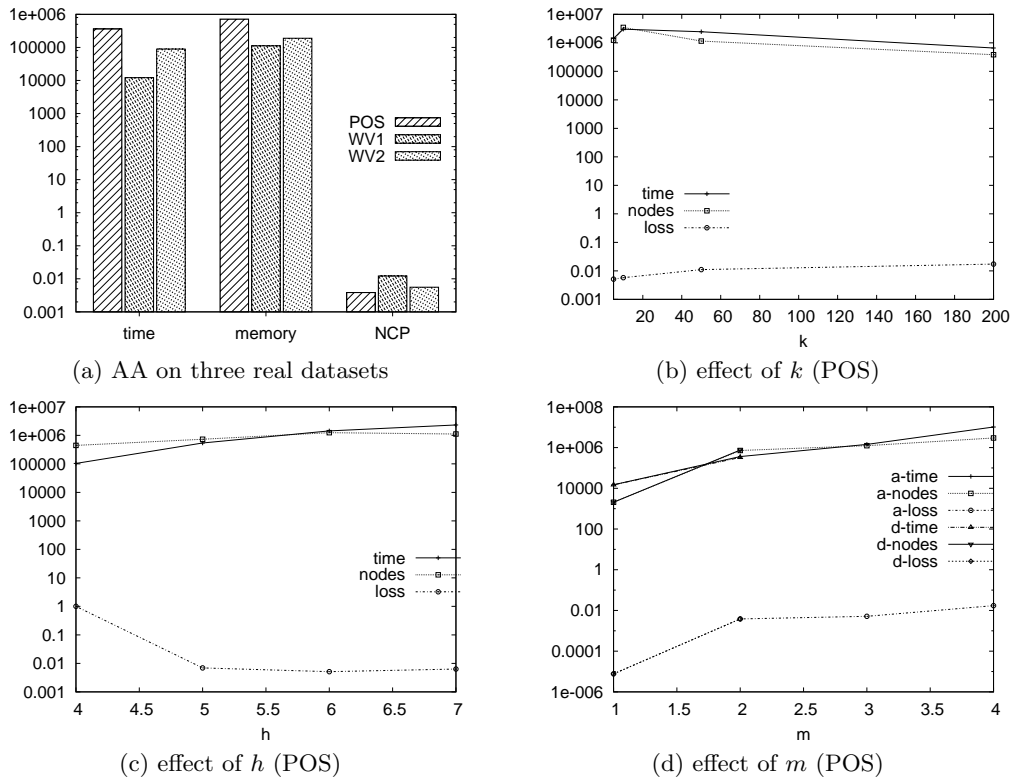 1e+006
100000
10000
1000
100
10
1
0.1
0.01
0.001
POS
WV1
WV2
time memory NCP
(a) AA on three real datasets
1e+007
1e+006
100000
10000
1000
100
10
1
0.1
0.01
0.001
time
nodes
loss
20 40 60 80 100 120 140 160 180 200
k
(b) effect of k (POS)
1e+007
1e+006
100000
10000
1000
100
10
1
0.1
0.01
0.001
time
nodes
loss
4 4.5 5 5.5 6 6.5 7
h
(c) effect of h (POS)
1e+008
1e+006
10000
100
1
0.01
0.0001
1e-006
a-time
a-nodes
a-loss
d-time
d-nodes
d-loss
1 1.5 2 2.5 3 3.5 4
m
(d) effect of m (POS)